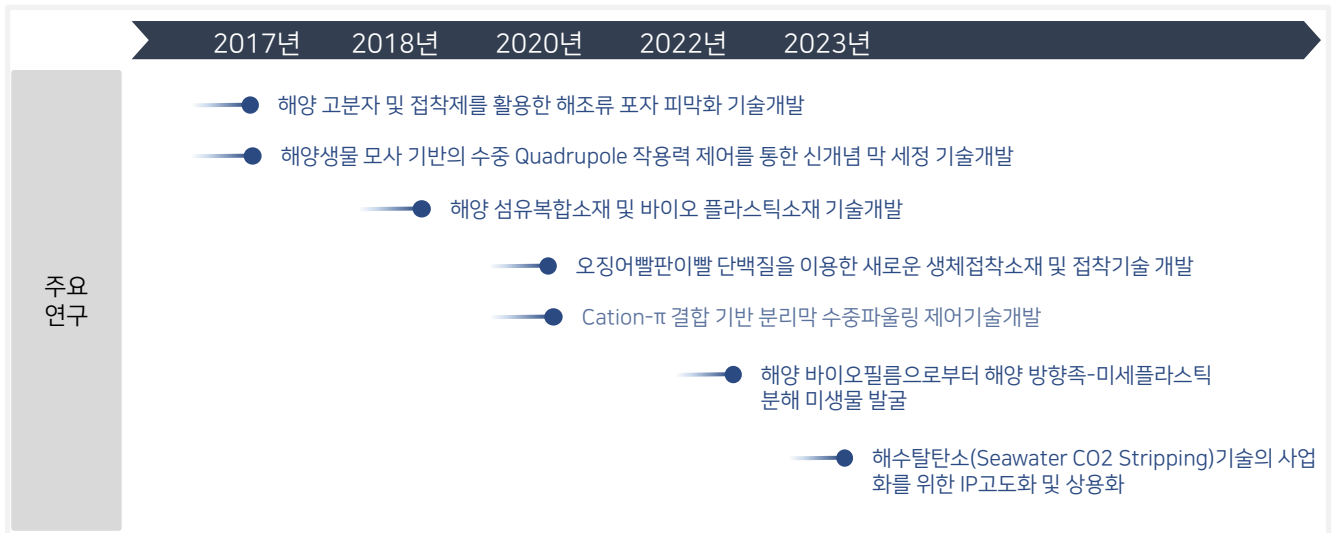 2017년 2018년 2020년 2022년 2023년
주요
연구
해양 고분자 및 접착제를 활용한 해조류 포자 피막화 기술개발
해양생물 모사 기반의 수중 Quadrupole 작용력 제어를 통한 신개념 막 세정 기술개발
해양 섬유복합소재 및 바이오 플라스틱소재 기술개발
오징어빨판이빨 단백질을 이용한 새로운 생체접착소재 및 접착기술 개발
Cation-π 결합 기반 분리막 수중파울링 제어기술개발
해양 바이오필름으로부터 해양 방향족-미세플라스틱
분해 미생물 발굴
해수탈탄소(Seawater CO2 Stripping)기술의 사업
화를 위한 IP고도화 및 상용화